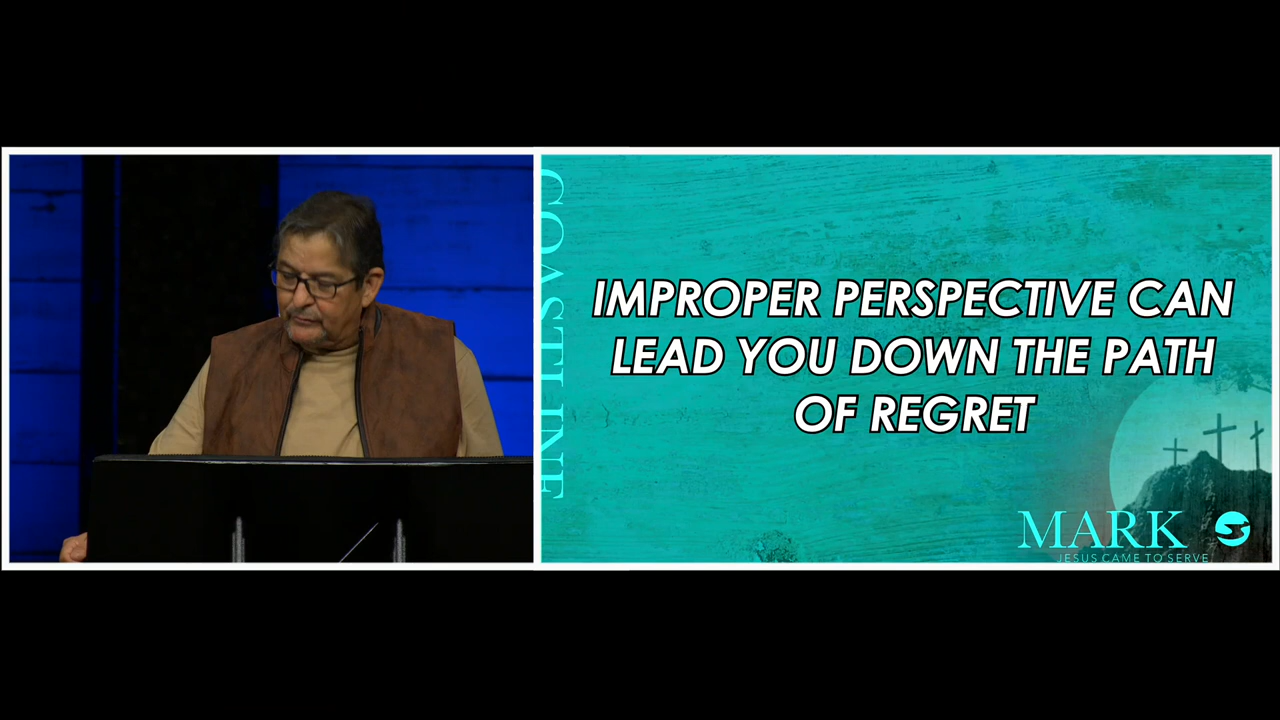 COASTLINE
IMPROPER PERSPECTIVE CAN
LEAD YOU DOWN THE PATH
OF REGRET
MARK
JESUS CAME TO SERVE